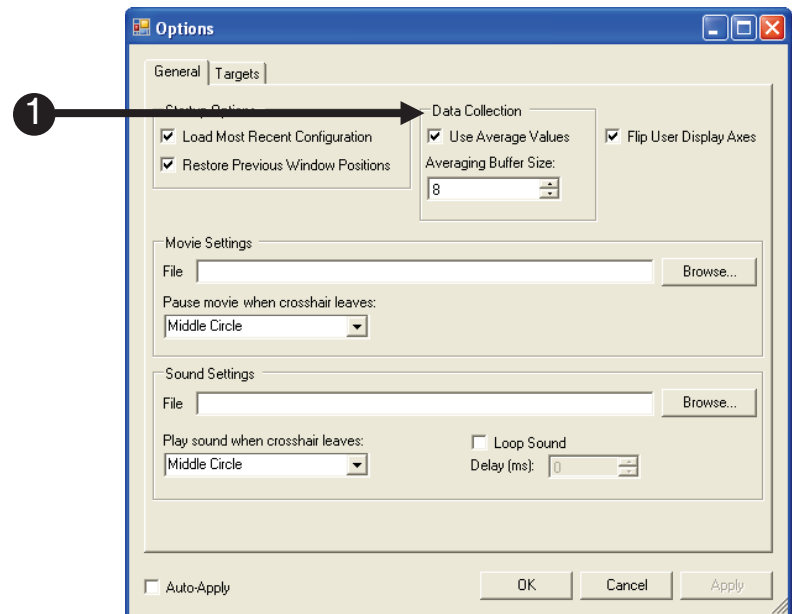 Options
General
Targets
1
Startup Options
Data Collection
Load Most Recent Configuration
Use Average Values
Flip User Display Axes
Restore Previous Window Positions
Averaging Buffer Size:
8
Movie Settings
File
Browse...
Pause movie when crosshair leaves:
Middle Circle
Sound Settings
File
Browse...
Play sound when crosshair leaves:
Loop Sound
Middle Circle
Delay (ms):
0
Auto-Apply
OK
Cancel
Apply